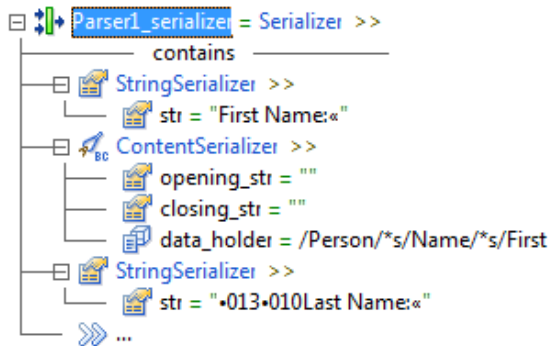 Parser1_serializer = Serializer >>
contains
StringSerializer >>
str = "First Name:«"
ContentSerializer >>
opening_str = ""
closing_str = ""
data_holder = /Person/*s/Name/*s/First
StringSerializer >>
str = "•013•010Last Name:«"
...